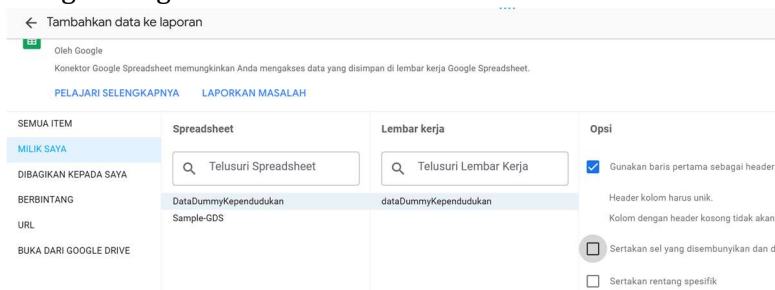 Tambahkan data ke laporan
Oleh Google
Konektor Google Spreadsheet memungkinkan Anda mengakses data yang disimpan di lembar kerja Google Spreadsheet.
PELAJARI SELENGKAPNYA LAPORKAN MASALAH
SEMUA ITEM
MILIK SAYA
DIBAGIKAN KEPADA SAYA
BERBINTANG
URL
BUKA DARI GOOGLE DRIVE
Spreadsheet
Telusuri Spreadsheet
DataDummyKependudukan
Sample-GDS
Lembar kerja
Telusuri Lembar Kerja
dataDummyKependudukan
Opsi
Gunakan baris pertama sebagai header
Header kolom harus unik.
Kolom dengan header kosong tidak akan
Sertakan sel yang disembunyikan dan d
Sertakan rentang spesifik